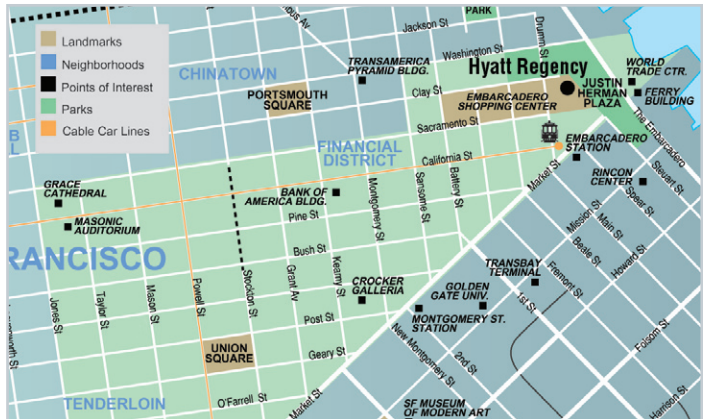 Landmarks
Neighborhoods
Points of Interest
Parks
Cable Car Lines
PARK
Jackson St
Drumm St
Washington St
CHINATOWN
TRANSAMERICA
PYRAMID BLDG.
Hyatt Regency
WORLD
TRADE CTR.
PORTSMOUTH
SQUARE
Clay St
EMBARCADERO
SHOPPING CENTER
JUSTIN
HERMAN
PLAZA
FERRY
BUILDING
Sacramento St
The Embarcadero
FINANCIAL
DISTRICT
EMBARCADERO
STATION
California St
Market St
GRACE
CATHEDRAL
BANK OF
AMERICA BLDG.
Montgomery St
Sansome St
Battery St
RINCON
CENTER
Steuart St
Spear St
MASONIC
AUDITORIUM
Pine St
Mission St
Main St
Beale St
Howard St
RANCISCO
Bush St
TRANSBAY
TERMINAL
Fremont St
Jones St
Taylor St
Mason St
Powell St
Stockton St
Grant Av
Kearny St
CROCKER
GALLERIA
GOLDEN
GATE UNIV.
1st St
MONTGOMERY ST.
STATION
Post St
New Montgomery St
2nd St
Folsom St
UNION
SQUARE
Geary St
O'Farrell St
Market St
Harrison St
TENDERLOIN
SF MUSEUM
OF MODERN ART